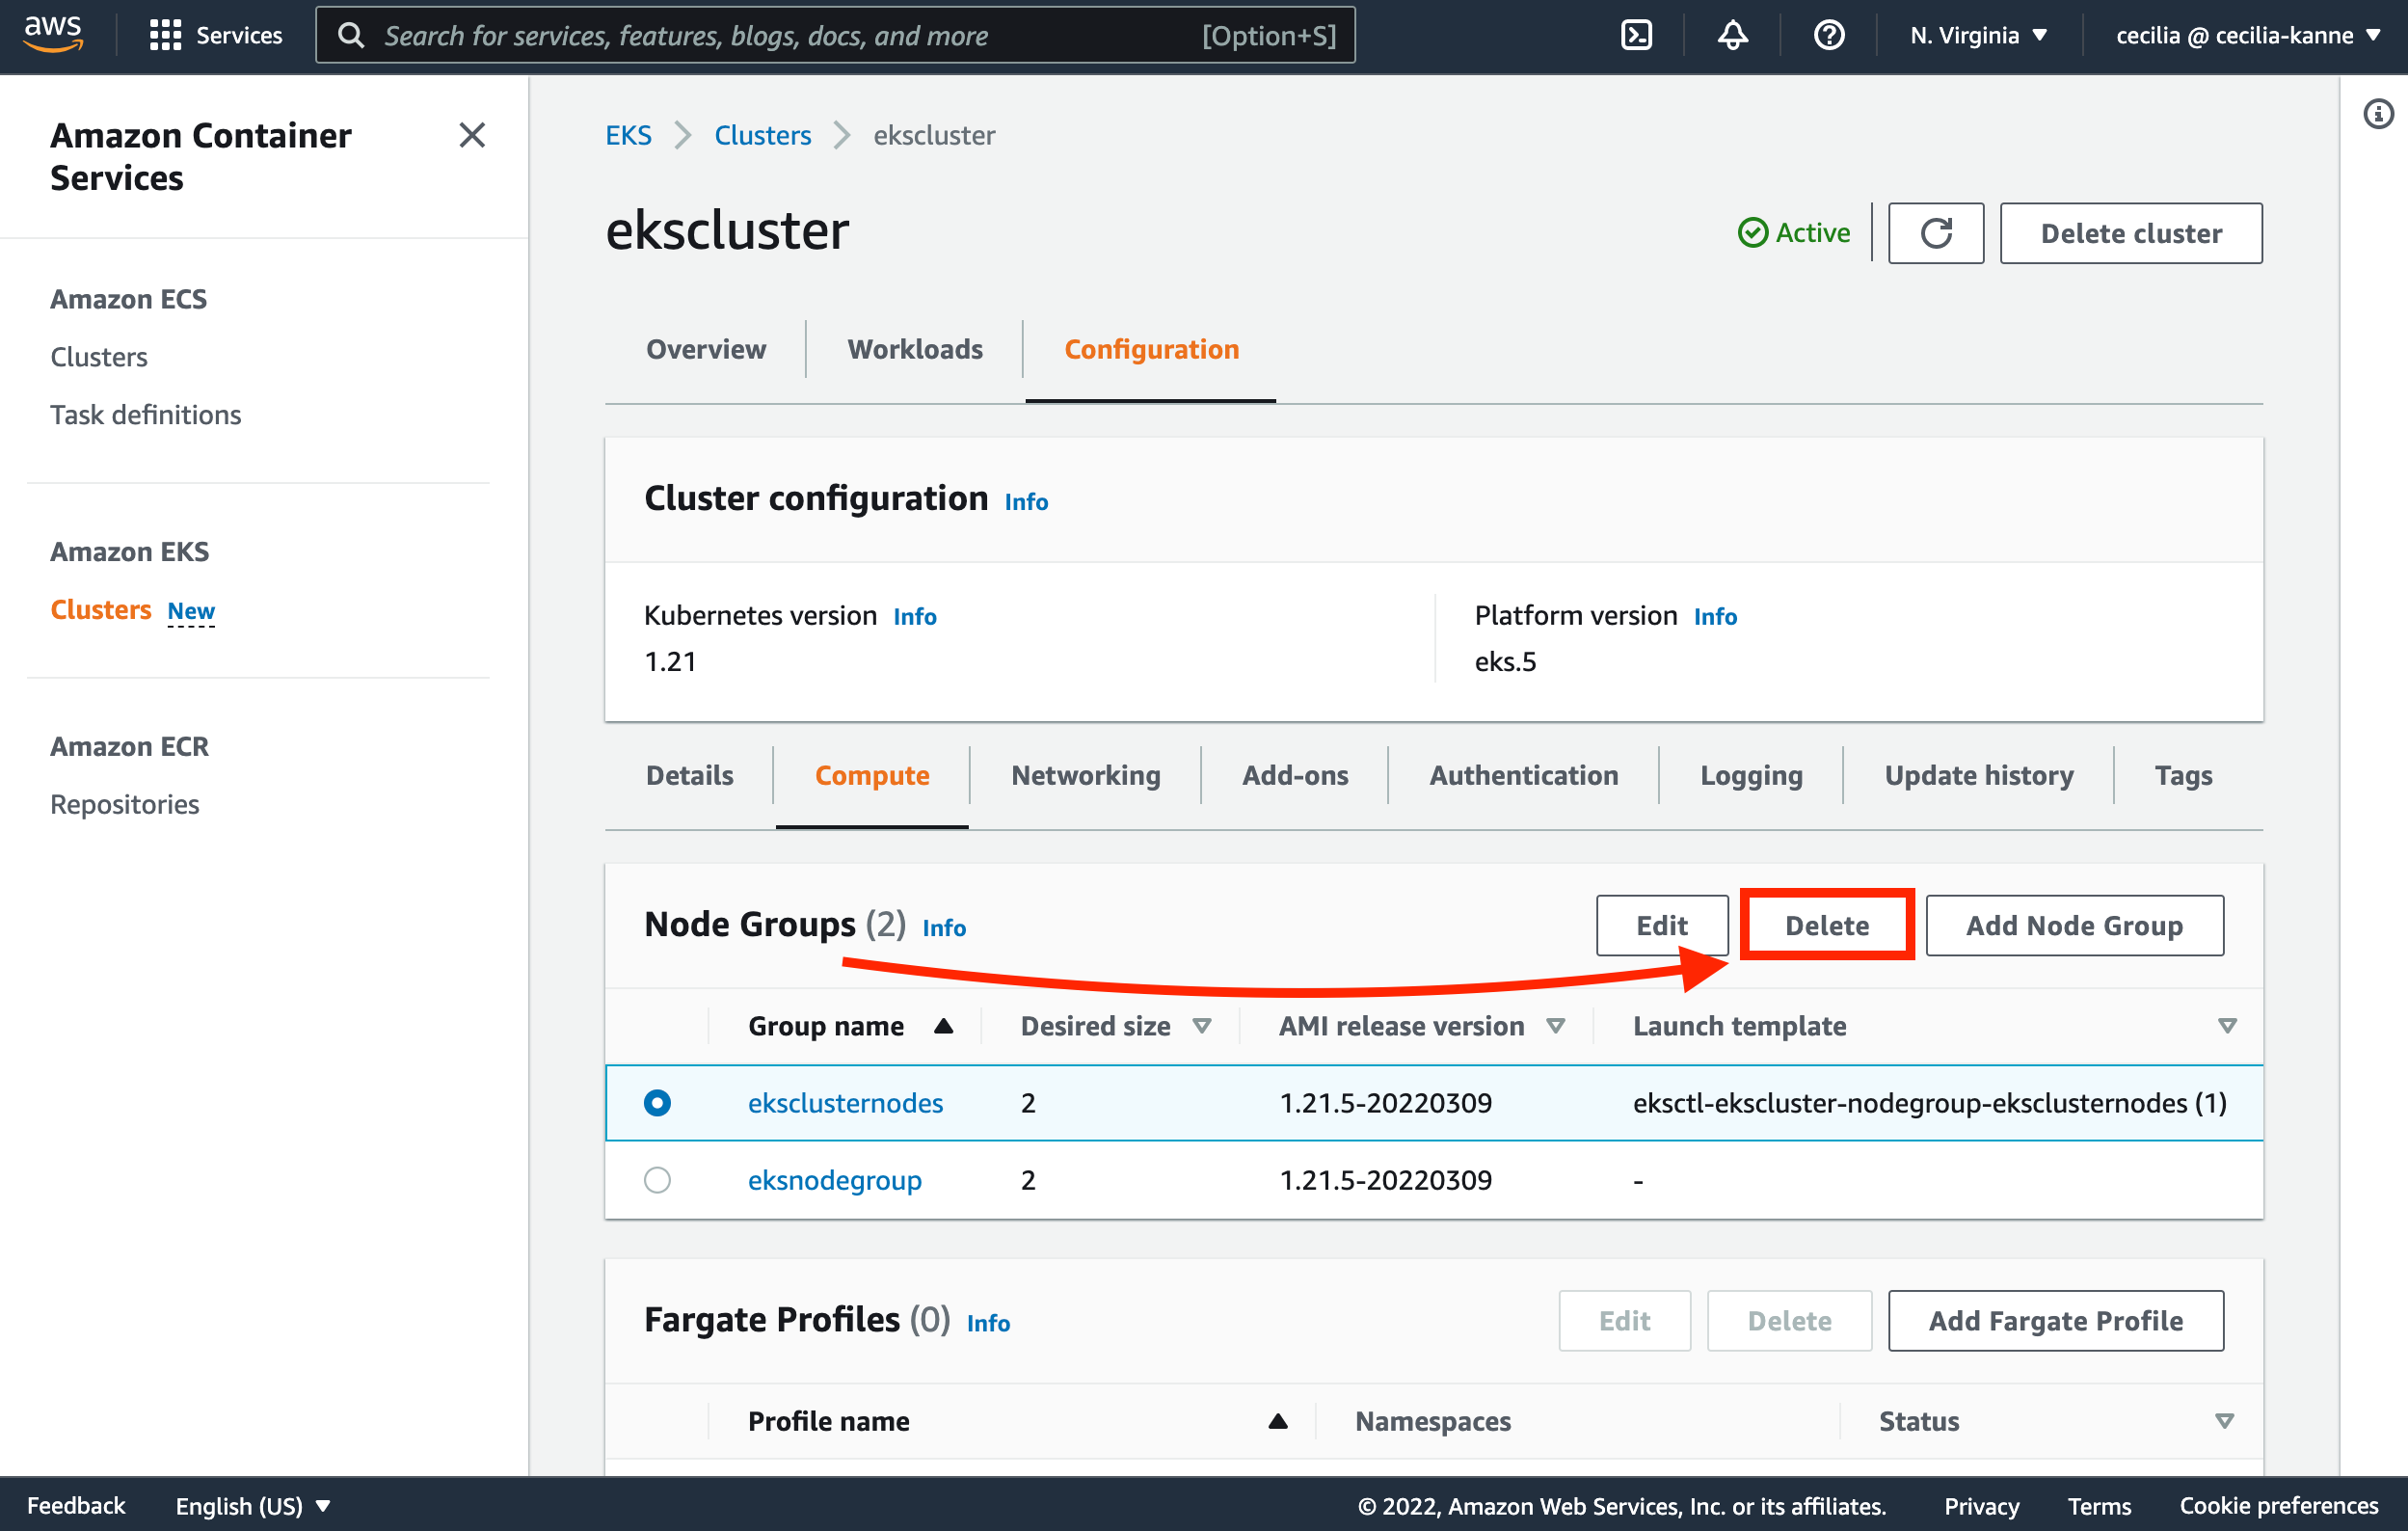 aws Services Search for services, features, blogs, docs, and more [Option+S] N. Virginia cecilia @ cecilia-kanne
Amazon Container
Services
Amazon ECS
Clusters
Task definitions
Amazon EKS
Clusters New
Amazon ECR
Repositories
EKS Clusters ekscluster
ekscluster
Active Delete cluster
Overview Workloads Configuration
Cluster configuration Info
Kubernetes version Info Platform version Info
1.21 eks.5
Details Compute Networking Add-ons Authentication Logging Update history Tags
Node Groups (2) Info Edit Delete Add Node Group
Group name Desired size AMI release version Launch template
eksclusternodes 2 1.21.5-20220309 eksctl-ekscluster-nodegroup-eksclusternodes (1)
eksnodegroup 2 1.21.5-20220309 -
Fargate Profiles (0) Info Edit Delete Add Fargate Profile
Profile name Namespaces Status
Feedback English (US) © 2022, Amazon Web Services, Inc. or its affiliates. Privacy Terms Cookie preferences